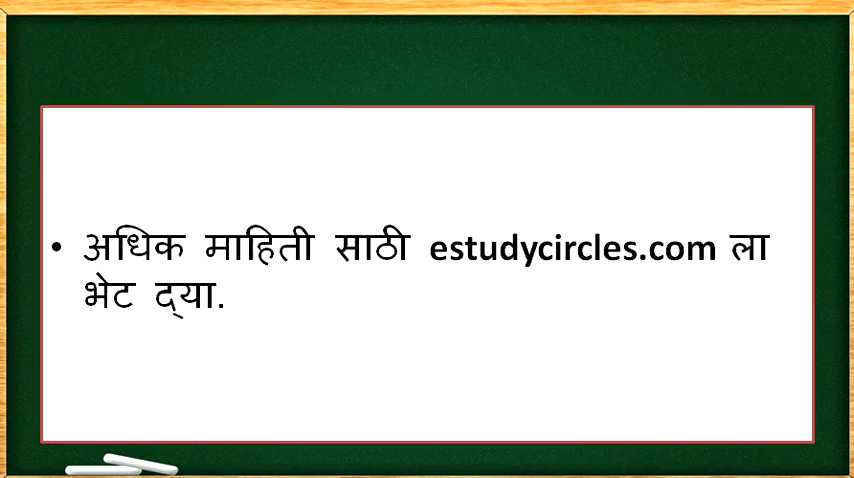 • अधिक माहिती साठी estudycircles.com ला
भेट द्‌या.